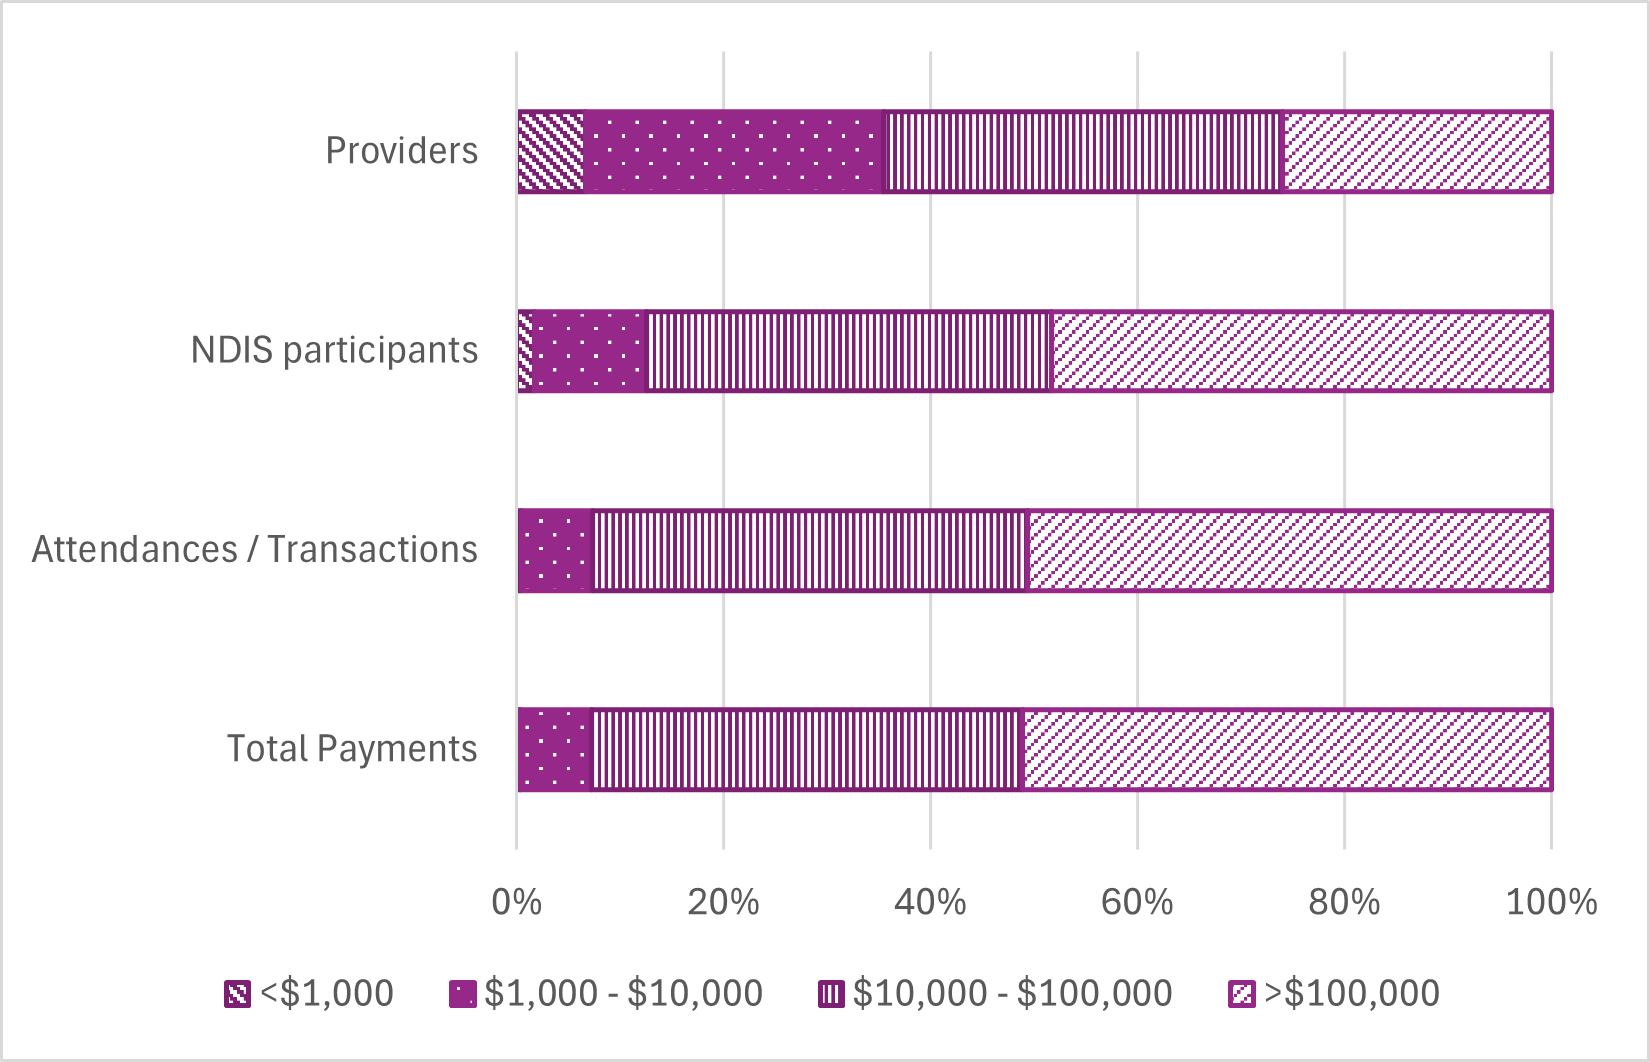 Providers
NDIS participants
Attendances / Transactions
Total Payments
0% 20% 40% 60% 80% 100%
<$1,000 $1,000 - $10,000 $10,000 - $100,000 >$100,000